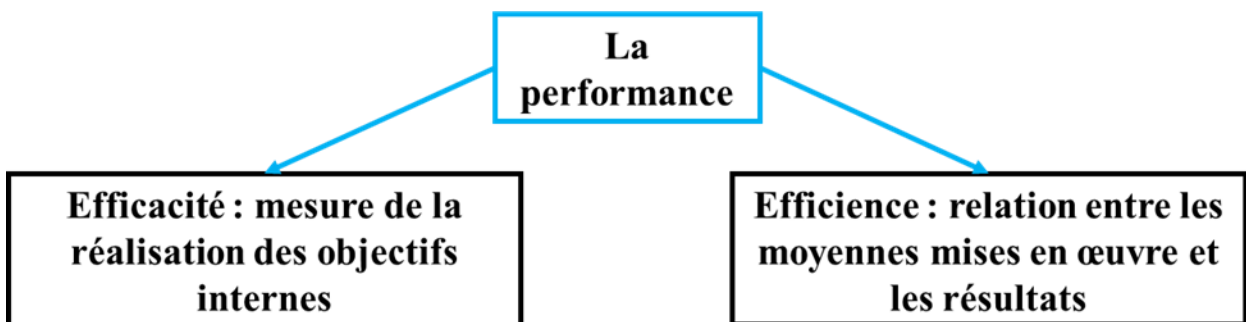 La
performance
Efficacité : mesure de la
réalisation des objectifs
internes
Efficience : relation entre les
moyennes mises en œuvre et
les résultats